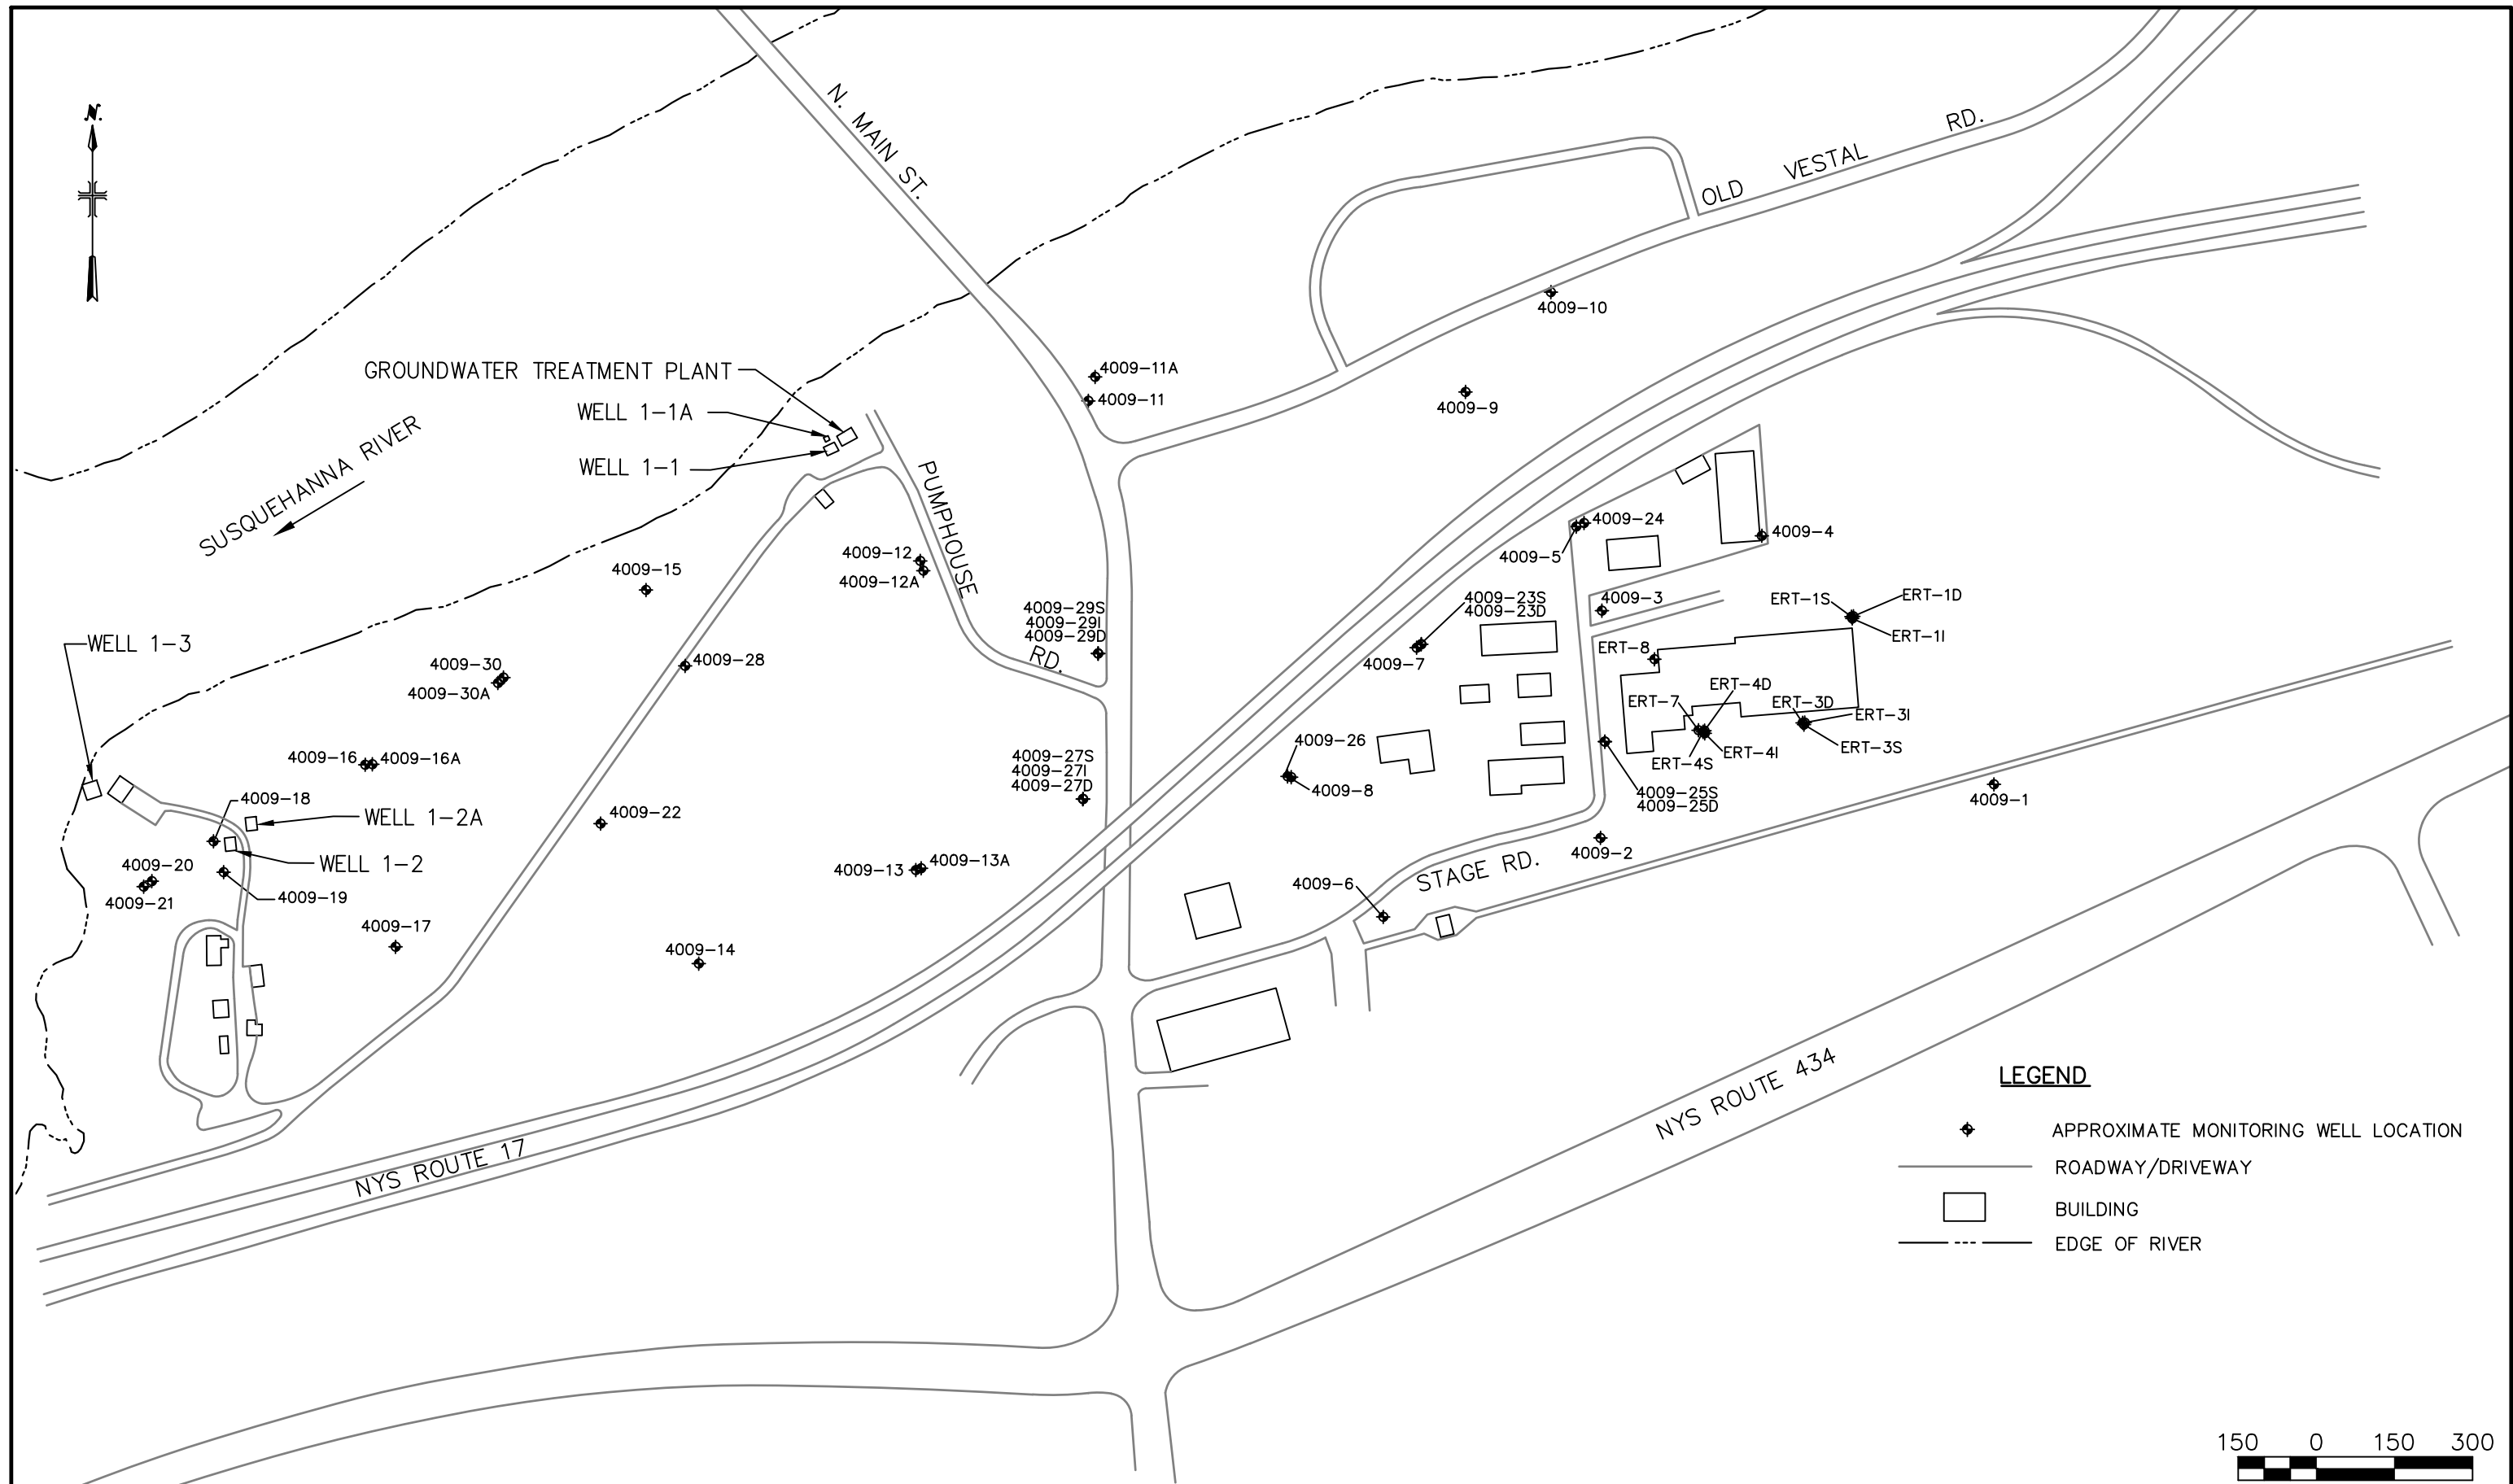 N.
N. MAIN ST.
OLD VESTAL RD.
4009-10
4009-11A
4009-11
4009-9
GROUNDWATER TREATMENT PLANT
WELL 1-1A
WELL 1-1
SUSQUEHANNA RIVER
PUMPHOUSE RD.
4009-24
4009-5
4009-4
4009-12
4009-12A
4009-15
4009-29S
4009-29I
4009-29D
4009-23S
4009-23D
4009-7
4009-3
ERT-1S
ERT-1D
ERT-1I
ERT-8
WELL 1-3
4009-30
4009-30A
4009-28
ERT-7
ERT-4D
ERT-3D
ERT-3I
ERT-3S
ERT-4S
ERT-4I
4009-16
4009-16A
4009-27S
4009-27I
4009-27D
4009-26
4009-8
4009-25S
4009-25D
4009-1
4009-18
WELL 1-2A
4009-22
WELL 1-2
4009-20
4009-21
4009-19
4009-13
4009-13A
4009-2
STAGE RD.
4009-6
4009-17
4009-14
NYS ROUTE 17
NYS ROUTE 434
LEGEND
APPROXIMATE MONITORING WELL LOCATION
ROADWAY/DRIVEWAY
BUILDING
EDGE OF RIVER
150 0 150 300